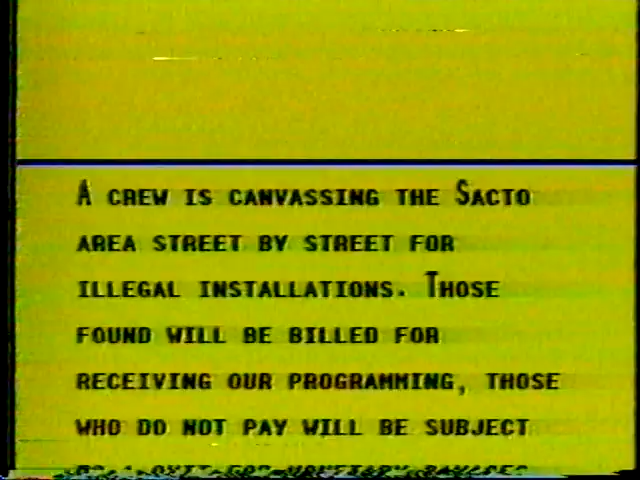 A CREW IS CANVASSING THE SACTO
AREA STREET BY STREET FOR
ILLEGAL INSTALLATIONS. THOSE
FOUND WILL BE BILLED FOR
RECEIVING OUR PROGRAMMING, THOSE
WHO DO NOT PAY WILL BE SUBJECT